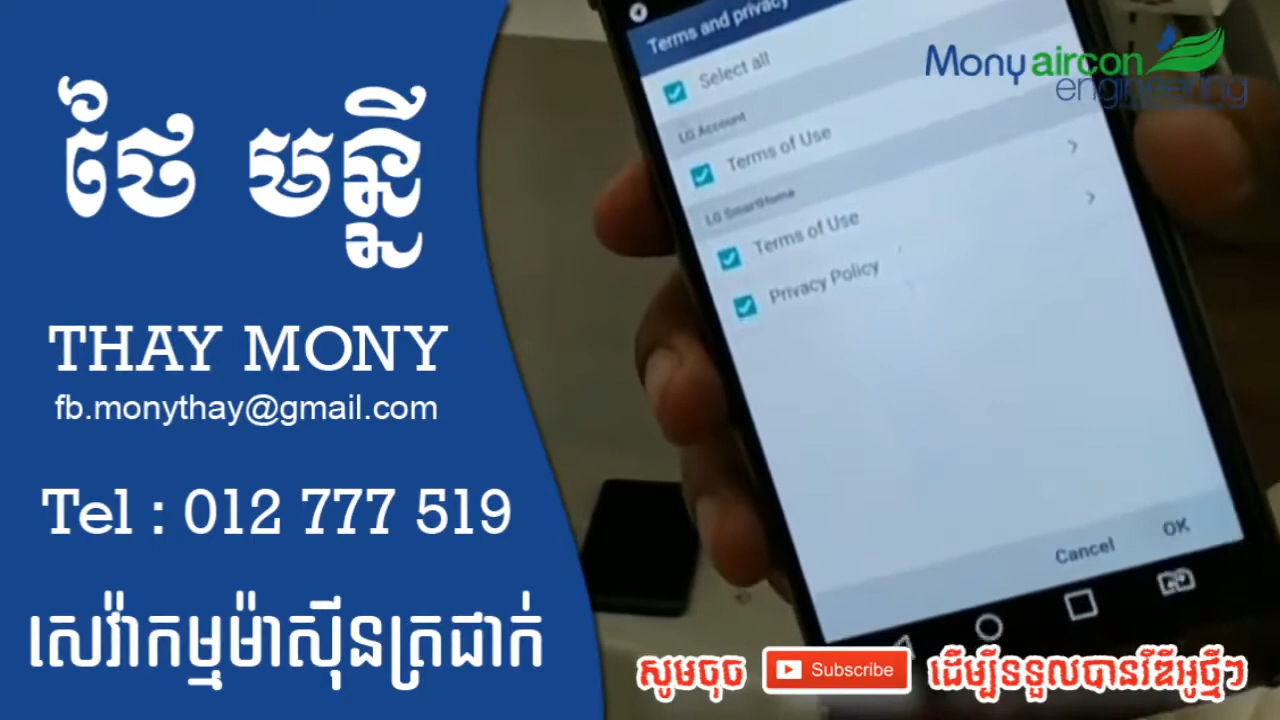 ថៃ មន្នី
THAY MONY
fb.monythay@gmail.com
Tel : 012 777 519
សេវ៉ាកម្មម៉ាស៊ីនត្រជាក់
Mony aircon
engineering
Terms and privacy
Select all
LG Account
Terms of Use
LG SmartHome
Terms of Use
Privacy Policy
Cancel OK
សូមចុច Subscribe ដើម្បីទទួលបានវីឌីអូថ្មីៗ